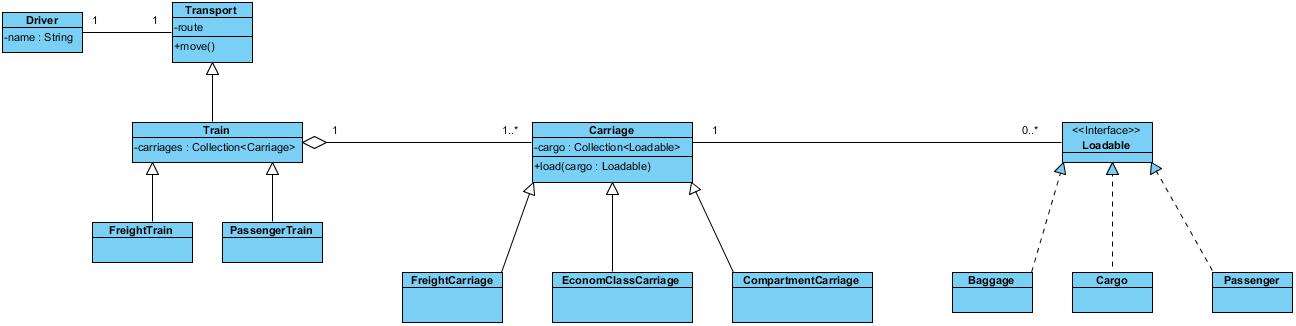 Driver
-name : String
1
1
Transport
-route
+move()
Train
-carriages : Collection<Carriage>
1
1..*
Carriage
-cargo : Collection<Loadable>
+load(cargo : Loadable)
1
0..*
<<Interface>>
Loadable
FreightTrain
PassengerTrain
FreightCarriage
EconomClassCarriage
CompartmentCarriage
Baggage
Cargo
Passenger